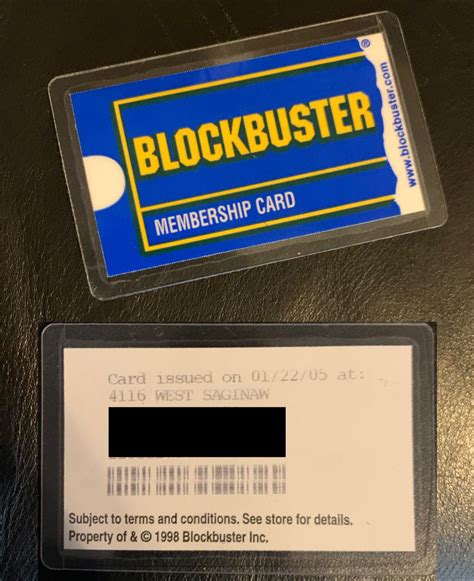 BLOCKBUSTER®
MEMBERSHIP CARD
www.blockbuster.com
Card issued on 01/22/05 at:
4116 WEST SAGINAW
Subject to terms and conditions. See store for details.
Property of & © 1998 Blockbuster Inc.